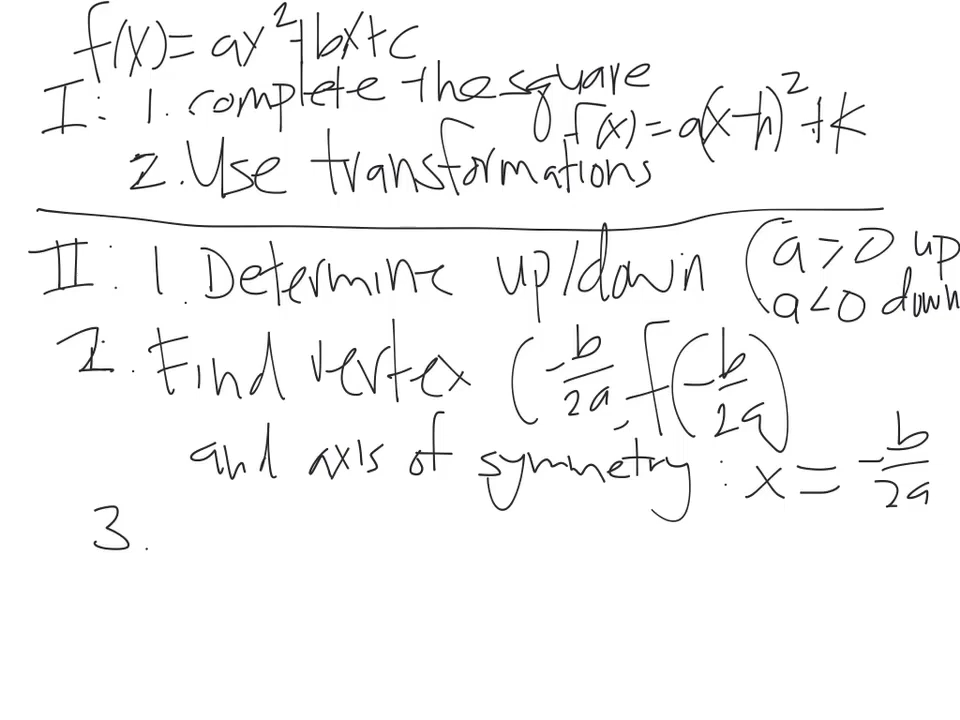 f(x) = ax² + bx + c
I: 1. complete the square
f(x) = a(x-h)² + k
2. Use transformations
II: 1. Determine up/down (a>0 up
a<0 down
2. Find vertex (-b/2a, f(-b/2a)
and axis of symmetry: x = -b/2a
3.